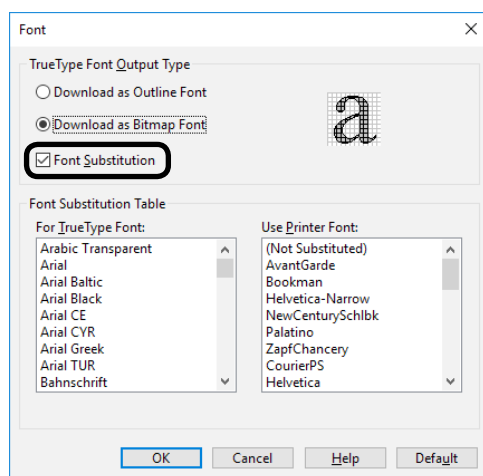 Font
TrueType Font Output Type
Download as Outline Font
Download as Bitmap Font
Font Substitution
a
Font Substitution Table
For TrueType Font:
Use Printer Font:
Arabic Transparent
Arial
Arial Baltic
Arial Black
Arial CE
Arial CYR
Arial Greek
Arial TUR
Bahnschrift
(Not Substituted)
AvantGarde
Bookman
Helvetica-Narrow
NewCenturySchlbk
Palatino
ZapfChancery
CourierPS
Helvetica
OK Cancel Help Default